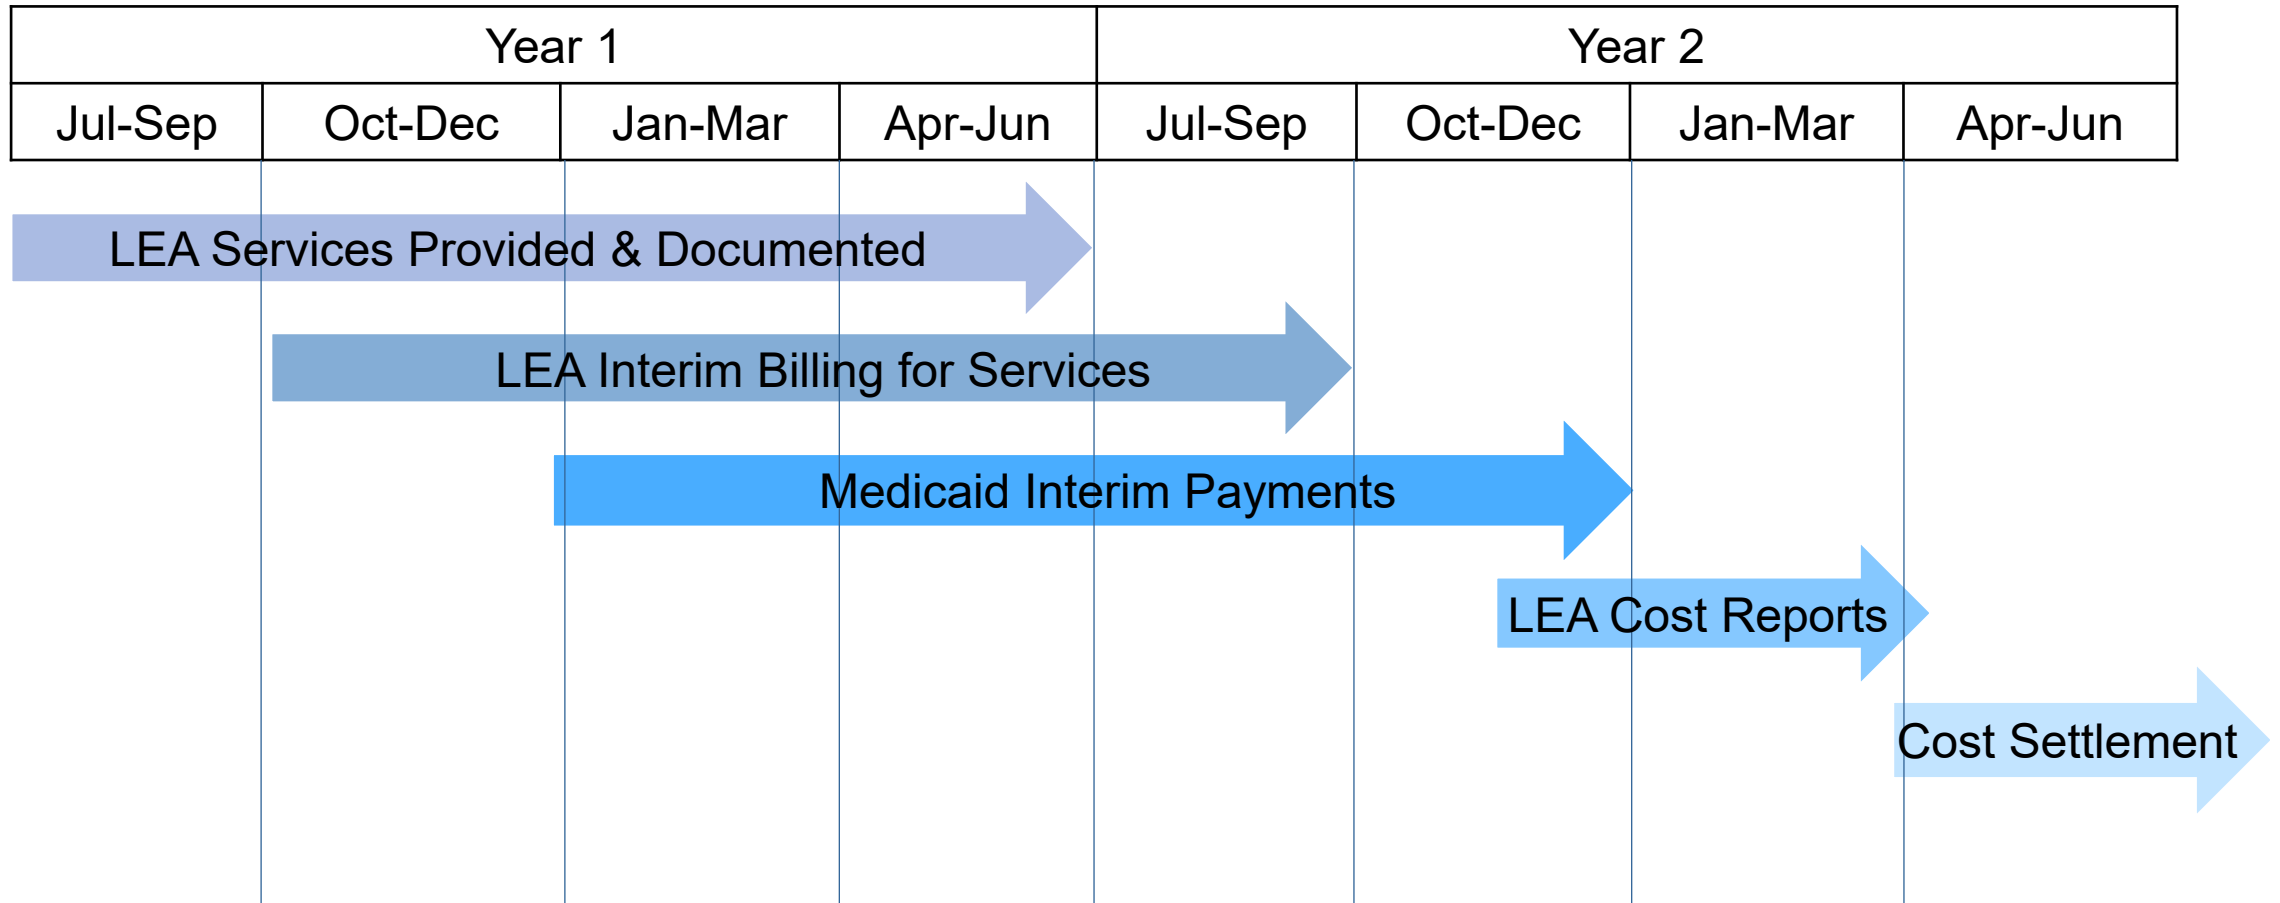 Year 1
Year 2
Jul-Sep
Oct-Dec
Jan-Mar
Apr-Jun
Jul-Sep
Oct-Dec
Jan-Mar
Apr-Jun
LEA Services Provided & Documented
LEA Interim Billing for Services
Medicaid Interim Payments
LEA Cost Reports
Cost Settlement